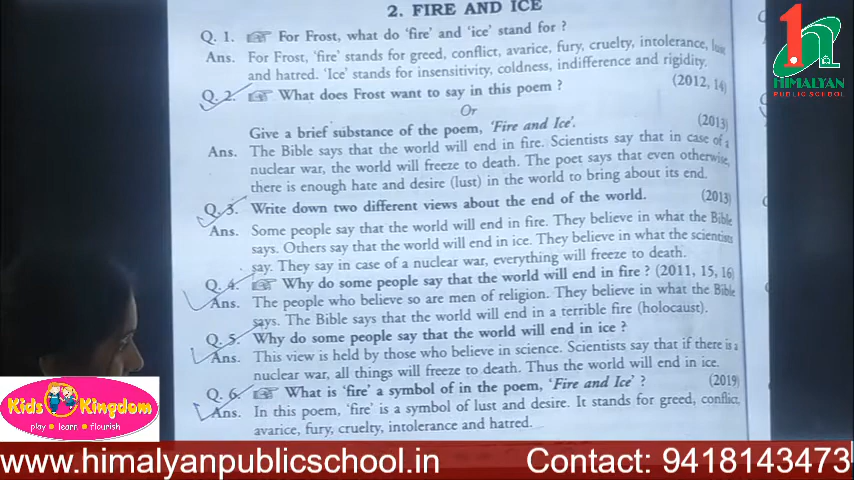 2. FIRE AND ICE
Q. 1. ☞ For Frost, what do 'fire' and 'ice' stand for ?
Ans. For Frost, 'fire' stands for greed, conflict, avarice, fury, cruelty, intolerance, lust
and hatred. 'Ice' stands for insensitivity, coldness, indifference and rigidity.
Q. 2. ☞ What does Frost want to say in this poem ? (2012, 14)
Or
Give a brief substance of the poem, 'Fire and Ice'. (2013)
Ans. The Bible says that the world will end in fire. Scientists say that in case of a
nuclear war, the world will freeze to death. The poet says that even otherwise,
there is enough hate and desire (lust) in the world to bring about its end.
Q. 3. Write down two different views about the end of the world. (2013)
Ans. Some people say that the world will end in fire. They believe in what the Bible
says. Others say that the world will end in ice. They believe in what the scientists
say. They say in case of a nuclear war, everything will freeze to death.
Q. 4. ☞ Why do some people say that the world will end in fire ? (2011, 15, 16)
Ans. The people who believe so are men of religion. They believe in what the Bible
says. The Bible says that the world will end in a terrible fire (holocaust).
Q. 5. Why do some people say that the world will end in ice ?
Ans. This view is held by those who believe in science. Scientists say that if there is a
nuclear war, all things will freeze to death. Thus the world will end in ice.
Q. 6. ☞ What is 'fire' a symbol of in the poem, 'Fire and Ice' ? (2019)
Ans. In this poem, 'fire' is a symbol of lust and desire. It stands for greed, conflict,
avarice, fury, cruelty, intolerance and hatred.
HIMALYAN
PUBLIC SCHOOL
Kids Kingdom
play • learn • flourish
www.himalyanpublicschool.in Contact: 9418143473